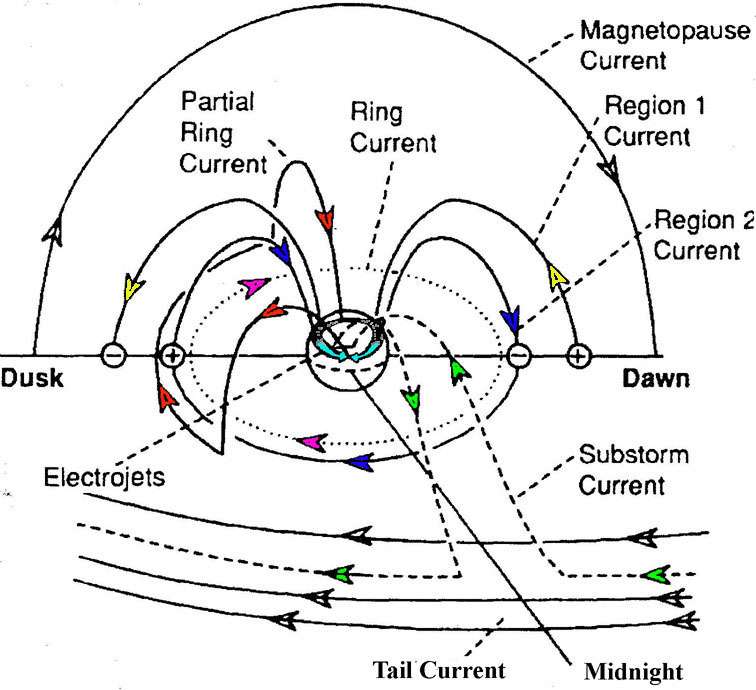 Magnetopause
Current
Partial
Ring
Current
Ring
Current
Region 1
Current
Region 2
Current
− + − +
Dusk
Dawn
Electrojets
Substorm
Current
Tail Current
Midnight